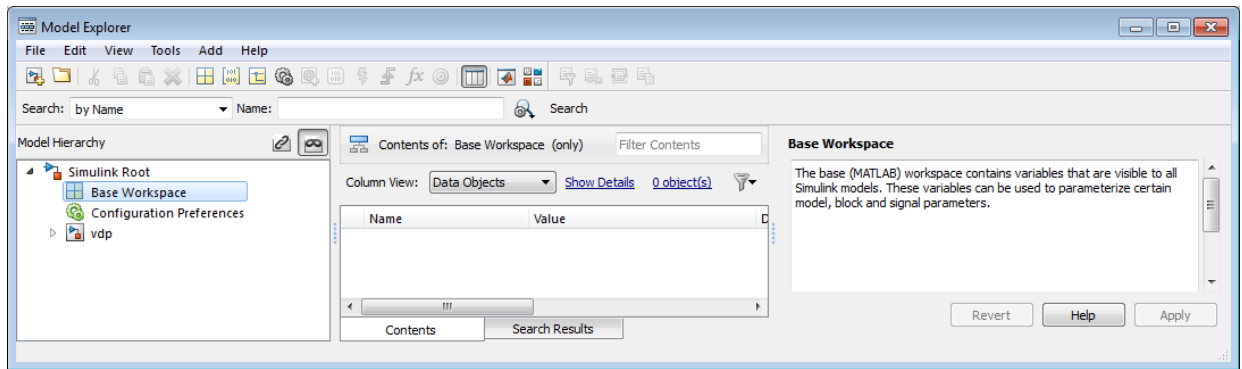 Model Explorer
File Edit View Tools Add Help
fx
Search: by Name Name: Search
Model Hierarchy
Simulink Root
Base Workspace
Configuration Preferences
vdp
Contents of: Base Workspace (only) Filter Contents
Column View: Data Objects Show Details 0 object(s)
Name Value D
Contents Search Results
Base Workspace
The base (MATLAB) workspace contains variables that are visible to all
Simulink models. These variables can be used to parameterize certain
model, block and signal parameters.
Revert Help Apply